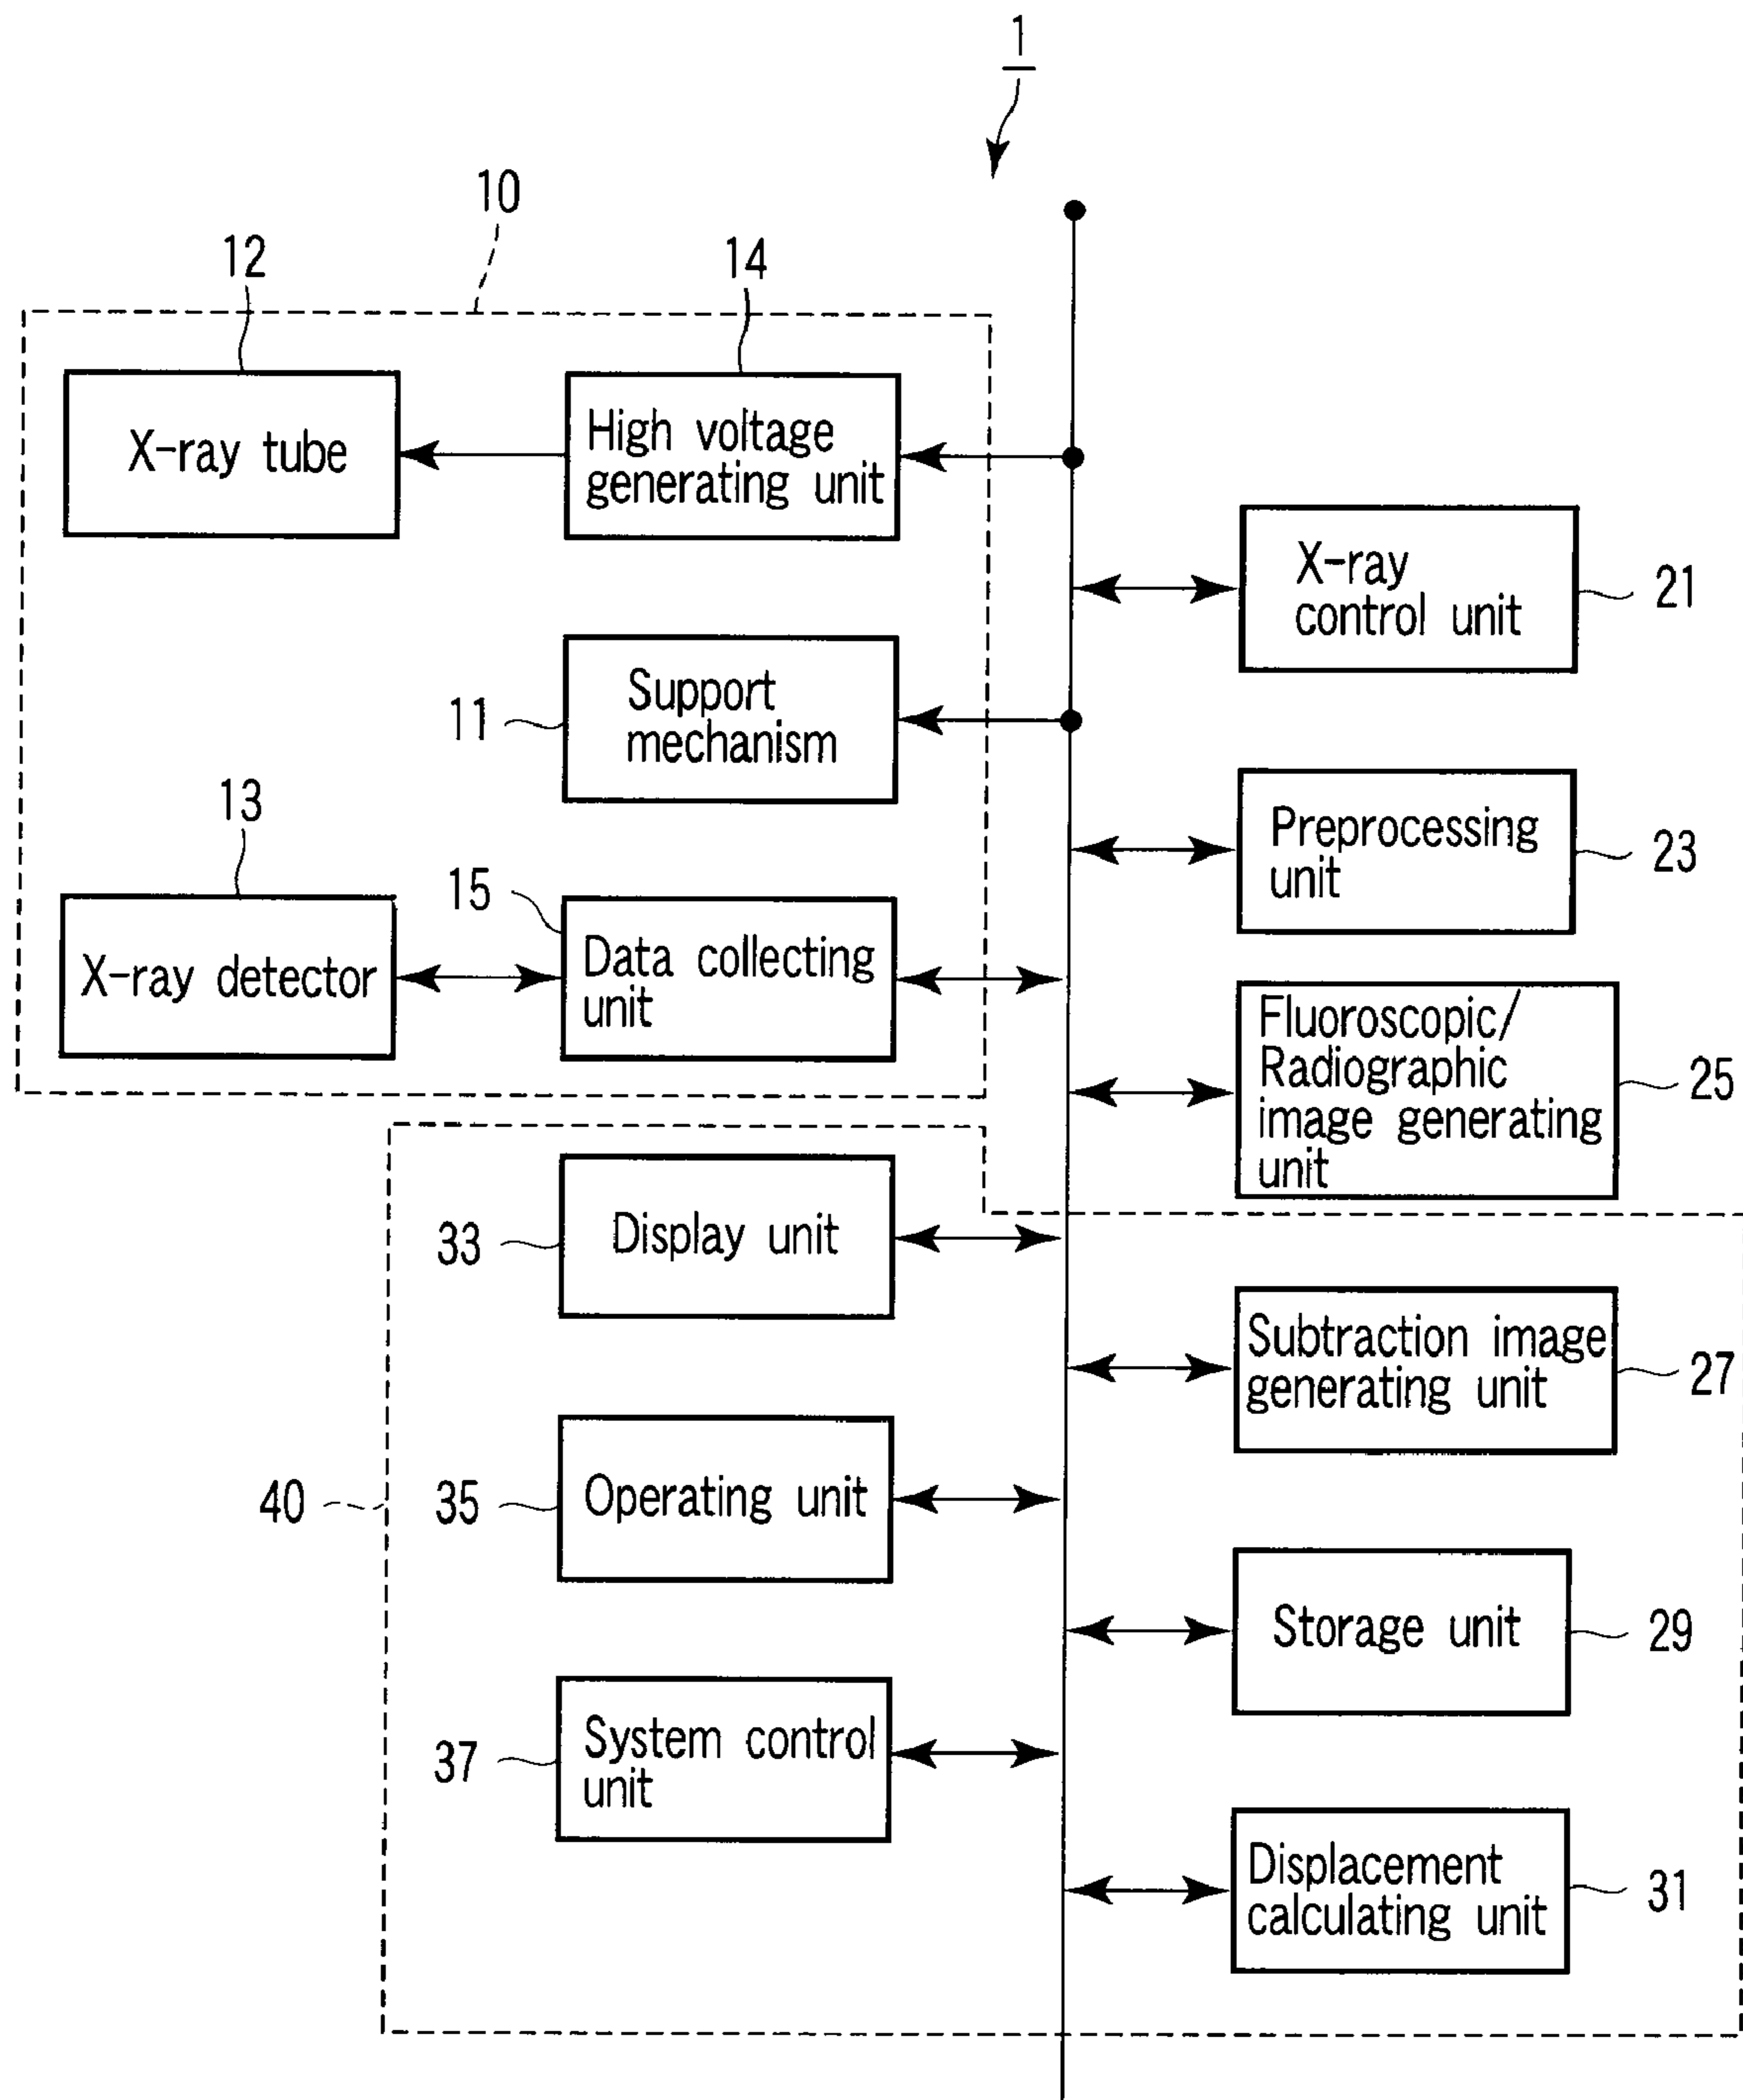 1
10
12
14
X-ray tube
High voltage
generating unit
X-ray
control unit
21
11
Support
mechanism
13
15
Preprocessing
unit
23
X-ray detector
Data collecting
unit
Fluoroscopic/
Radiographic
image generating
unit
25
33
Display unit
Subtraction image
generating unit
27
40
35
Operating unit
Storage unit
29
37
System control
unit
Displacement
calculating unit
31